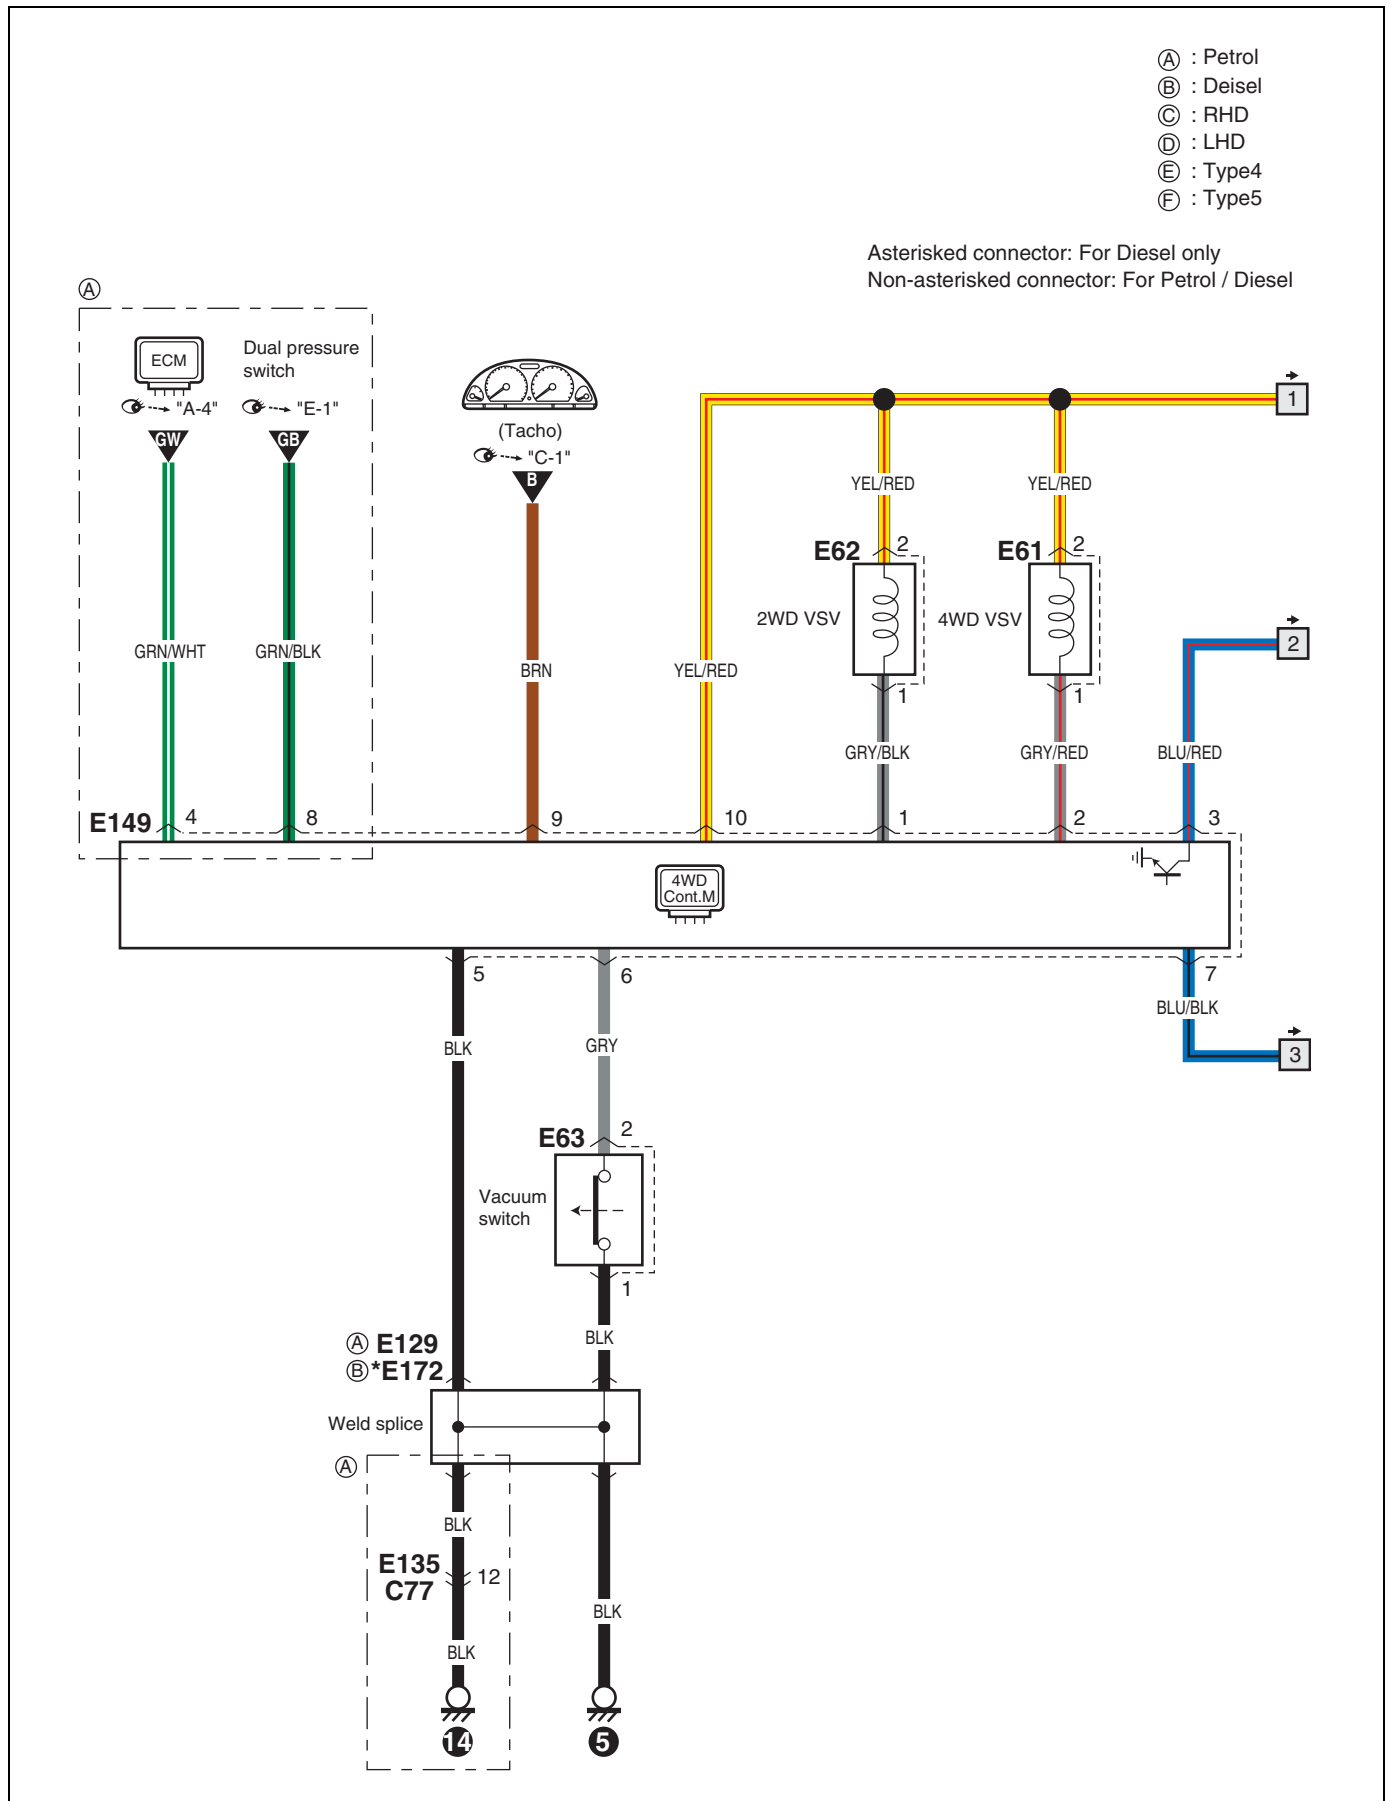 Ⓐ : Petrol
Ⓑ : Deisel
Ⓒ : RHD
Ⓓ : LHD
Ⓔ : Type4
Ⓕ : Type5
Asterisked connector: For Diesel only
Non-asterisked connector: For Petrol / Diesel
Ⓐ
ECM
Dual pressure
switch
"A-4"
"E-1"
GW
GB
(Tacho)
"C-1"
B
1
YEL/RED
YEL/RED
E62
2
E61
2
2WD VSV
4WD VSV
2
GRN/WHT
GRN/BLK
BRN
YEL/RED
1
1
GRY/BLK
GRY/RED
BLU/RED
E149
4
8
9
10
1
2
3
4WD
Cont.M
5
6
7
BLU/BLK
BLK
GRY
3
E63
2
Vacuum
switch
1
BLK
Ⓐ E129
Ⓑ *E172
Weld splice
Ⓐ
BLK
E135
C77
12
BLK
BLK
14
5